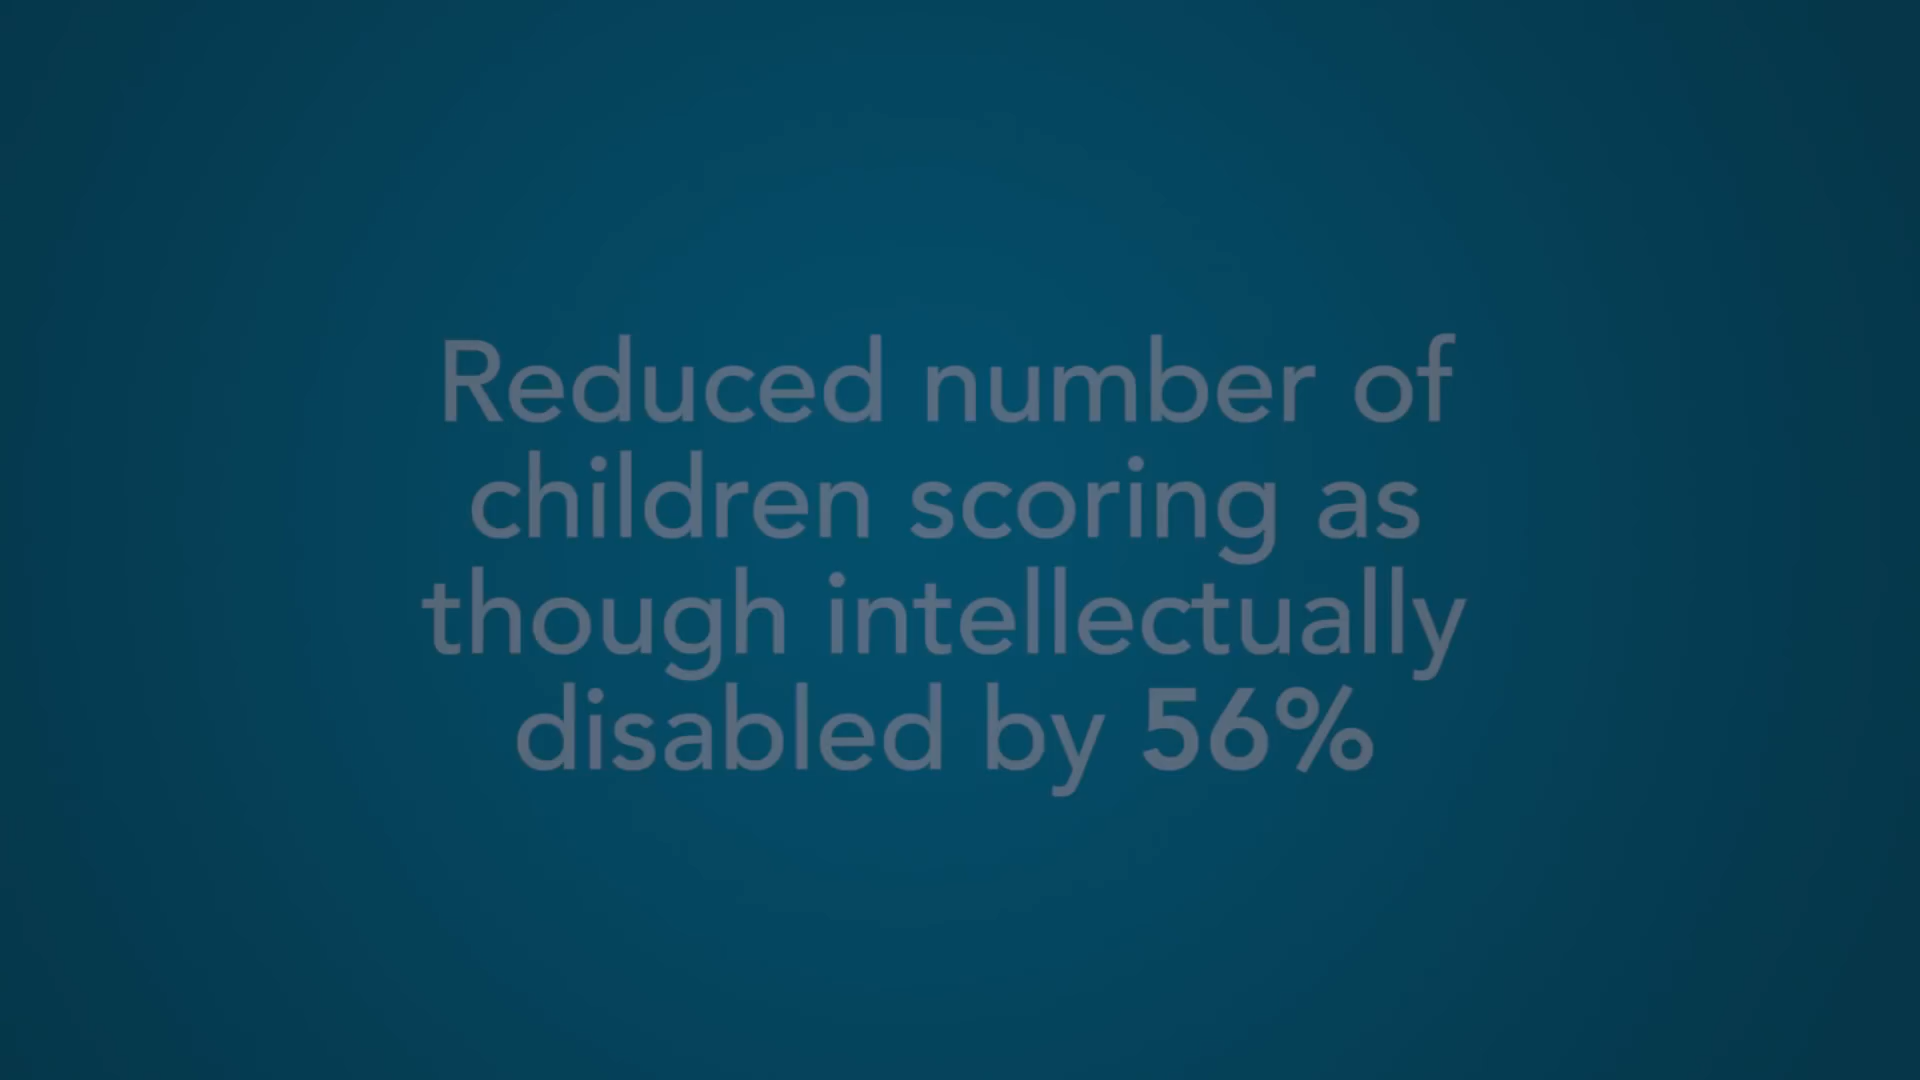 Reduced number of
children scoring as
though intellectually
disabled by 56%